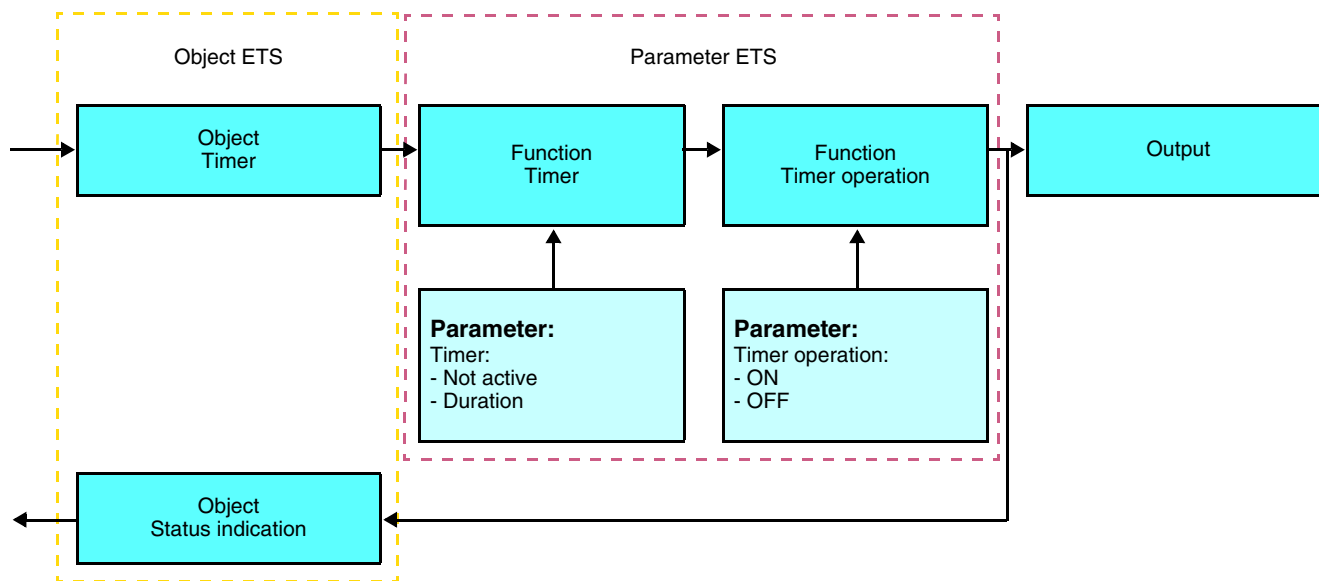 Object ETS
Parameter ETS
Object
Timer
Function
Timer
Function
Timer operation
Output
Parameter:
Timer:
- Not active
- Duration
Parameter:
Timer operation:
- ON
- OFF
Object
Status indication